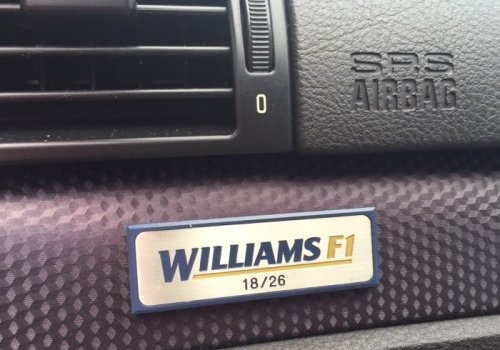 0
SRS
AIRBAG
WILLIAMS F1
18/26